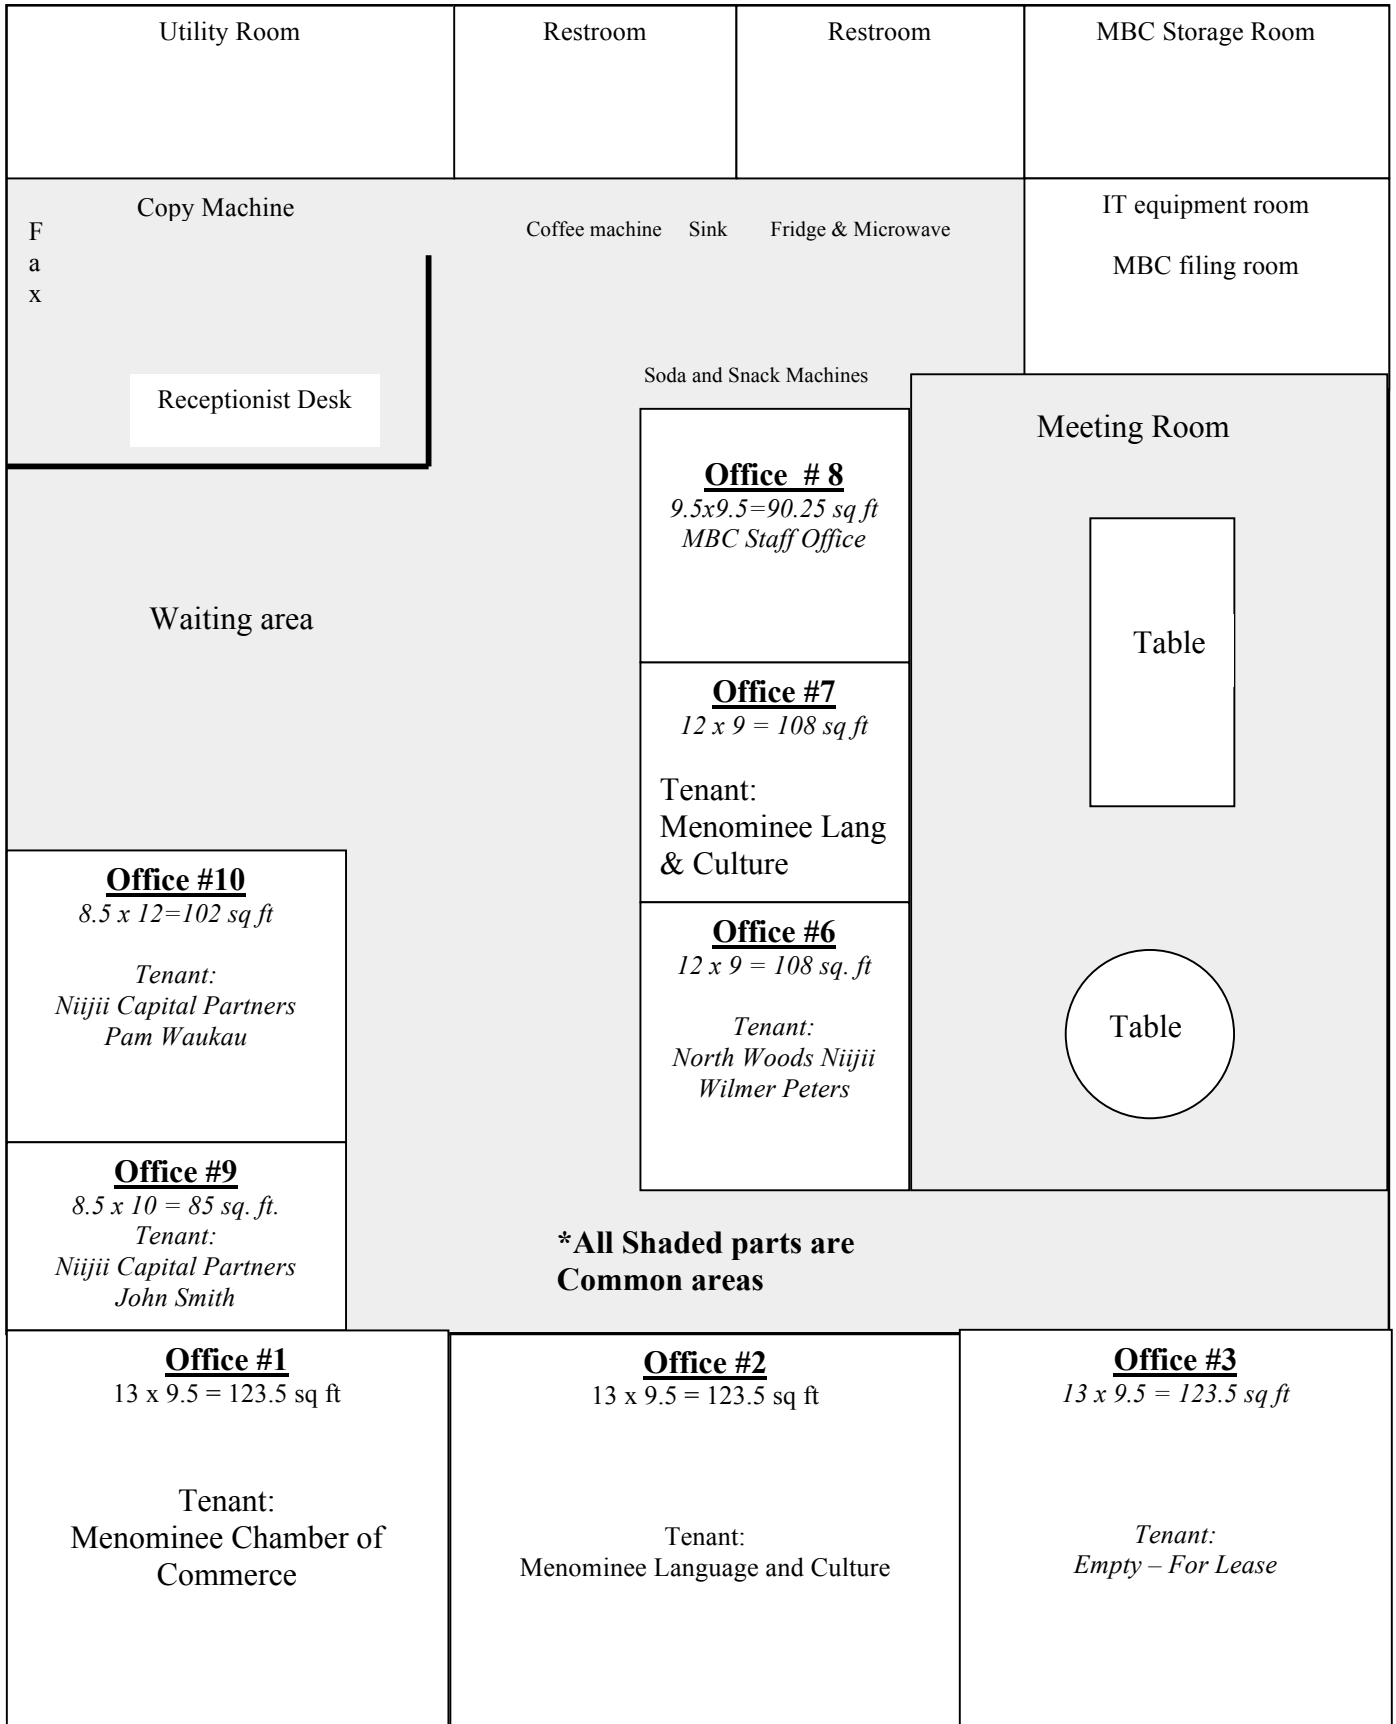 Utility Room
Restroom
Restroom
MBC Storage Room
Copy Machine
F
a
x
Coffee machine Sink Fridge & Microwave
IT equipment room
MBC filing room
Receptionist Desk
Soda and Snack Machines
Meeting Room
Office # 8
9.5x9.5=90.25 sq ft
MBC Staff Office
Waiting area
Table
Office #7
12 x 9 = 108 sq ft
Tenant:
Menominee Lang
& Culture
Office #10
8.5 x 12=102 sq ft
Tenant:
Niijii Capital Partners
Pam Waukau
Office #6
12 x 9 = 108 sq. ft
Tenant:
North Woods Niijii
Wilmer Peters
Table
Office #9
8.5 x 10 = 85 sq. ft.
Tenant:
Niijii Capital Partners
John Smith
*All Shaded parts are
Common areas
Office #1
13 x 9.5 = 123.5 sq ft
Tenant:
Menominee Chamber of
Commerce
Office #2
13 x 9.5 = 123.5 sq ft
Tenant:
Menominee Language and Culture
Office #3
13 x 9.5 = 123.5 sq ft
Tenant:
Empty – For Lease